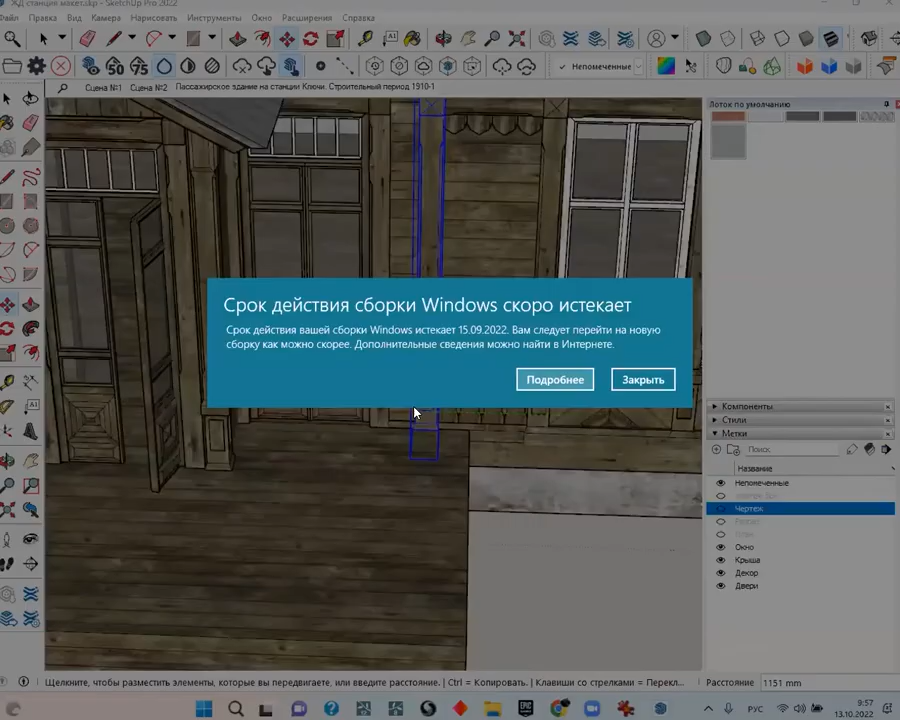 ЖД станция макет.skp - SketchUp Pro 2022
Файл Правка Вид Камера Нарисовать Инструменты Окно Расширения Справка
50 75 Непомеченные
Сцена №1 Сцена №2 Пассажирское здание на станции Ключи. Строительный период 1910-1
Лоток по умолчанию
Срок действия сборки Windows скоро истекает
Срок действия вашей сборки Windows истекает 15.09.2022. Вам следует перейти на новую
сборку как можно скорее. Дополнительные сведения можно найти в Интернете.
Подробнее Закрыть
Компоненты
Стили
Метки
Поиск
Название
Непомеченные
Чертеж
Окно
Крыша
Декор
Двери
Щелкните, чтобы разместить элементы, которые вы передвигаете, или введите расстояние. | Ctrl = Копировать. | Клавиши со стрелками = Перекл... Расстояние 1151 mm
EPIC РУС 9:57
13.10.2022